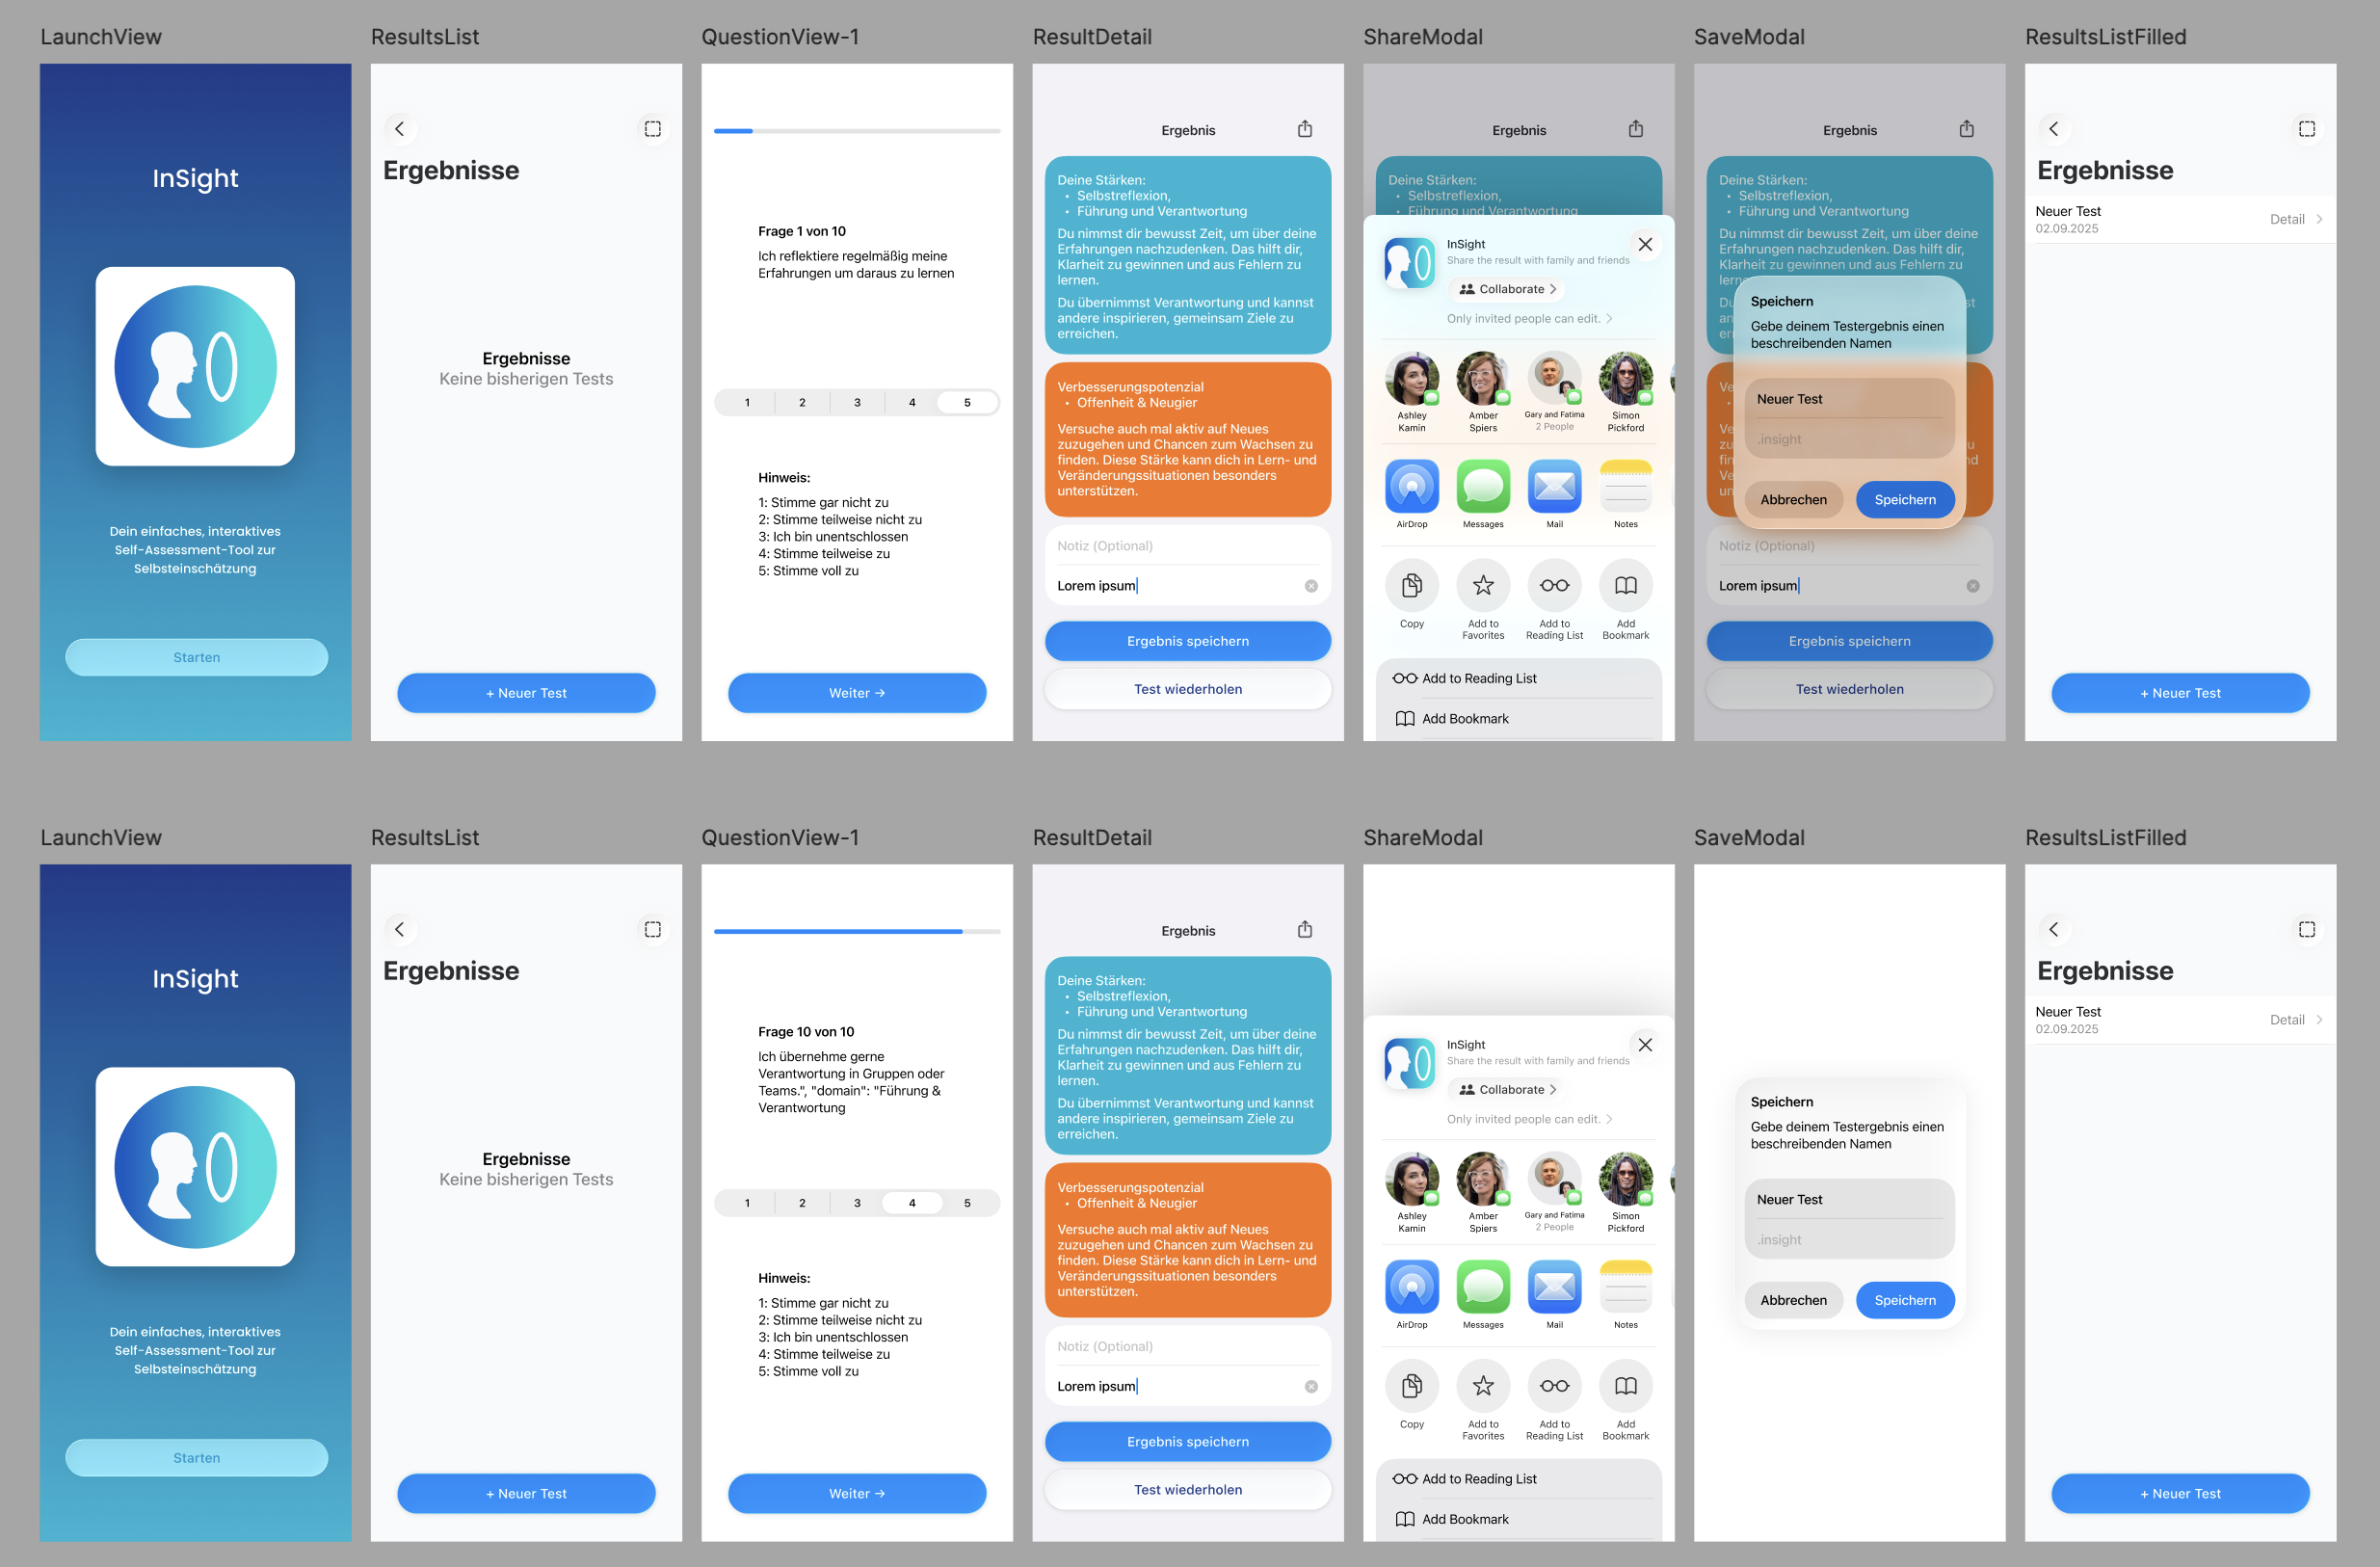 LaunchView
InSight
Dein einfaches, interaktives
Self-Assessment-Tool zur
Selbsteinschätzung
Starten
ResultsList
Ergebnisse
Ergebnisse
Keine bisherigen Tests
+ Neuer Test
QuestionView-1
Frage 1 von 10
Ich reflektiere regelmäßig meine
Erfahrungen um daraus zu lernen
1 2 3 4 5
Hinweis:
1: Stimme gar nicht zu
2: Stimme teilweise nicht zu
3: Ich bin unentschlossen
4: Stimme teilweise zu
5: Stimme voll zu
Weiter →
ResultDetail
Ergebnis
Deine Stärken:
• Selbstreflexion,
• Führung und Verantwortung
Du nimmst dir bewusst Zeit, um über deine
Erfahrungen nachzudenken. Das hilft dir,
Klarheit zu gewinnen und aus Fehlern zu
lernen.
Du übernimmst Verantwortung und kannst
andere inspirieren, gemeinsam Ziele zu
erreichen.
Verbesserungspotenzial
• Offenheit & Neugier
Versuche auch mal aktiv auf Neues
zuzugehen und Chancen zum Wachsen zu
finden. Diese Stärke kann dich in Lern- und
Veränderungssituationen besonders
unterstützen.
Notiz (Optional)
Lorem ipsum
Ergebnis speichern
Test wiederholen
ShareModal
Ergebnis
Deine Stärken:
• Selbstreflexion,
• Führung und Verantwortung
InSight
Share the result with family and friends
Collaborate >
Only invited people can edit. >
Ashley
Kamin
Amber
Spiers
Gary and Fatima
2 People
Simon
Pickford
AirDrop
Messages
Mail
Notes
Copy
Add to
Favorites
Add to
Reading List
Add
Bookmark
Add to Reading List
Add Bookmark
SaveModal
Ergebnis
Deine Stärken:
• Selbstreflexion,
• Führung und Verantwortung
Du nimmst dir bewusst Zeit, um über deine
Erfahrungen nachzudenken. Das hilft dir,
Klarheit zu gewinnen und aus Fehlern zu
Speichern
Gebe deinem Testergebnis einen
beschreibenden Namen
Neuer Test
.insight
Abbrechen
Speichern
Notiz (Optional)
Lorem ipsum
Ergebnis speichern
Test wiederholen
ResultsListFilled
Ergebnisse
Neuer Test
02.09.2025
Detail >
+ Neuer Test
LaunchView
InSight
Dein einfaches, interaktives
Self-Assessment-Tool zur
Selbsteinschätzung
Starten
ResultsList
Ergebnisse
Ergebnisse
Keine bisherigen Tests
+ Neuer Test
QuestionView-1
Frage 10 von 10
Ich übernehme gerne
Verantwortung in Gruppen oder
Teams.", "domain": "Führung &
Verantwortung
1 2 3 4 5
Hinweis:
1: Stimme gar nicht zu
2: Stimme teilweise nicht zu
3: Ich bin unentschlossen
4: Stimme teilweise zu
5: Stimme voll zu
Weiter →
ResultDetail
Ergebnis
Deine Stärken:
• Selbstreflexion,
• Führung und Verantwortung
Du nimmst dir bewusst Zeit, um über deine
Erfahrungen nachzudenken. Das hilft dir,
Klarheit zu gewinnen und aus Fehlern zu
lernen.
Du übernimmst Verantwortung und kannst
andere inspirieren, gemeinsam Ziele zu
erreichen.
Verbesserungspotenzial
• Offenheit & Neugier
Versuche auch mal aktiv auf Neues
zuzugehen und Chancen zum Wachsen zu
finden. Diese Stärke kann dich in Lern- und
Veränderungssituationen besonders
unterstützen.
Notiz (Optional)
Lorem ipsum
Ergebnis speichern
Test wiederholen
ShareModal
InSight
Share the result with family and friends
Collaborate >
Only invited people can edit. >
Ashley
Kamin
Amber
Spiers
Gary and Fatima
2 People
Simon
Pickford
AirDrop
Messages
Mail
Notes
Copy
Add to
Favorites
Add to
Reading List
Add
Bookmark
Add to Reading List
Add Bookmark
SaveModal
Speichern
Gebe deinem Testergebnis einen
beschreibenden Namen
Neuer Test
.insight
Abbrechen
Speichern
ResultsListFilled
Ergebnisse
Neuer Test
02.09.2025
Detail >
+ Neuer Test